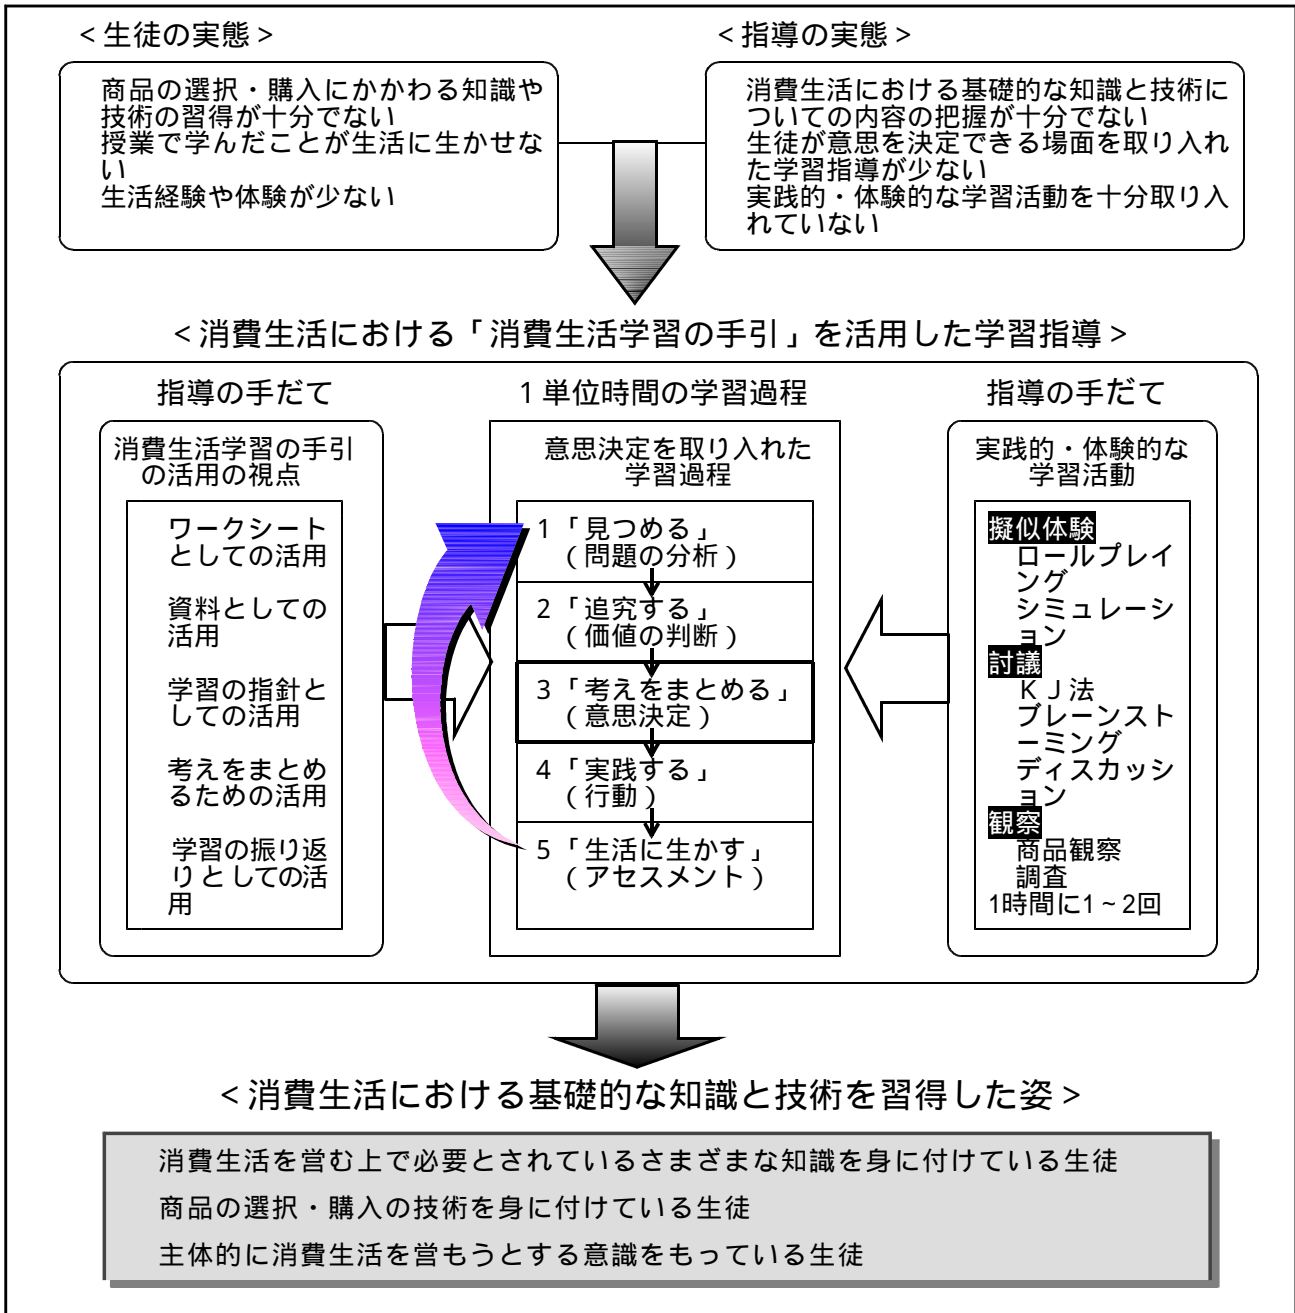 ＜生徒の実態＞
商品の選択・購入にかかわる知識や
技術の習得が十分でない
授業で学んだことが生活に生かせな
い
生活経験や体験が少ない
＜指導の実態＞
消費生活における基礎的な知識と技術に
ついての内容の把握が十分でない
生徒が意思を決定できる場面を取り入れ
た学習指導が少ない
実践的・体験的な学習活動を十分取り入
れていない
＜消費生活における「消費生活学習の手引」を活用した学習指導＞
指導の手だて
消費生活学習の手引
の活用の視点
ワークシート
としての活用
資料としての
活用
学習の指針と
しての活用
考えをまとめ
るための活用
学習の振り返
りとしての活
用
1単位時間の学習過程
意思決定を取り入れた
学習過程
1「見つめる」
（問題の分析）
2「追究する」
（価値の判断）
3「考えをまとめる」
（意思決定）
4「実践する」
（行動）
5「生活に生かす」
（アセスメント）
指導の手だて
実践的・体験的な
学習活動
擬似体験
ロールプレイ
ング
シミュレーシ
ョン
討議
ＫＪ法
ブレーンスト
ーミング
ディスカッシ
ョン
観察
商品観察
調査
1時間に1~2回
＜消費生活における基礎的な知識と技術を習得した姿＞
消費生活を営む上で必要とされているさまざまな知識を身に付けている生徒
商品の選択・購入の技術を身に付けている生徒
主体的に消費生活を営もうとする意識をもっている生徒